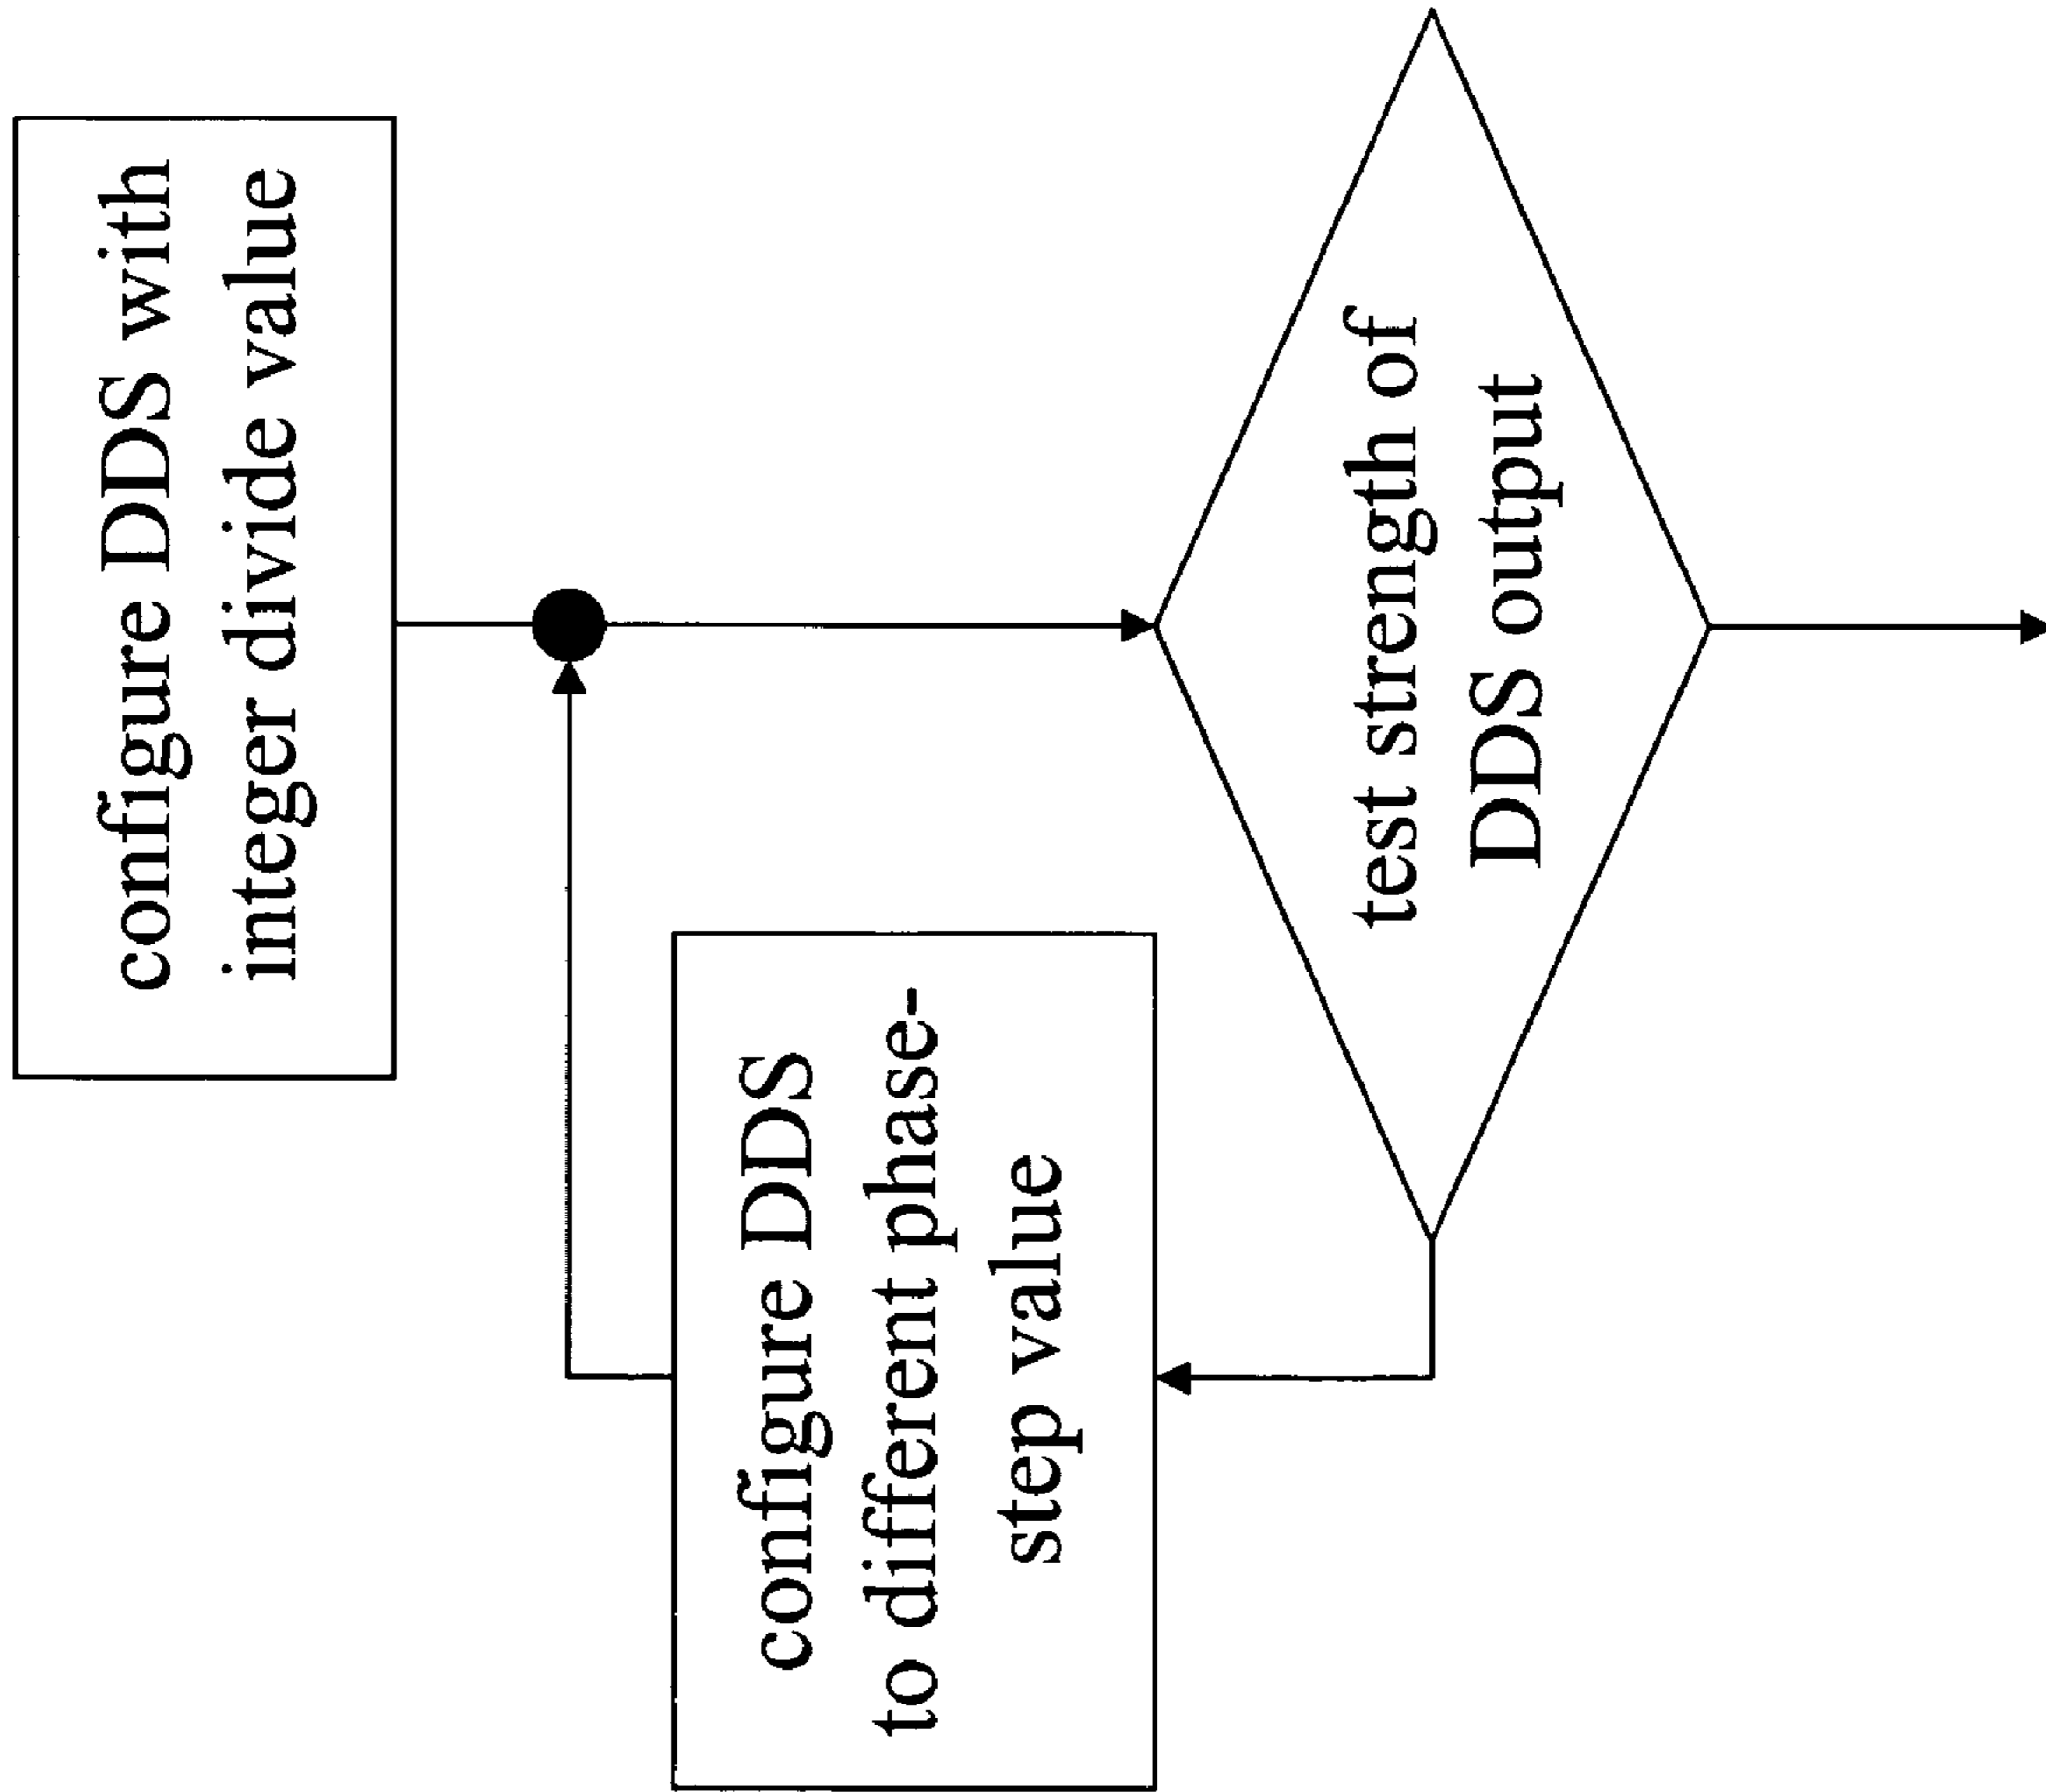 configure DDS with
integer divide value
configure DDS
to different phase-
step value
test strength of
DDS output